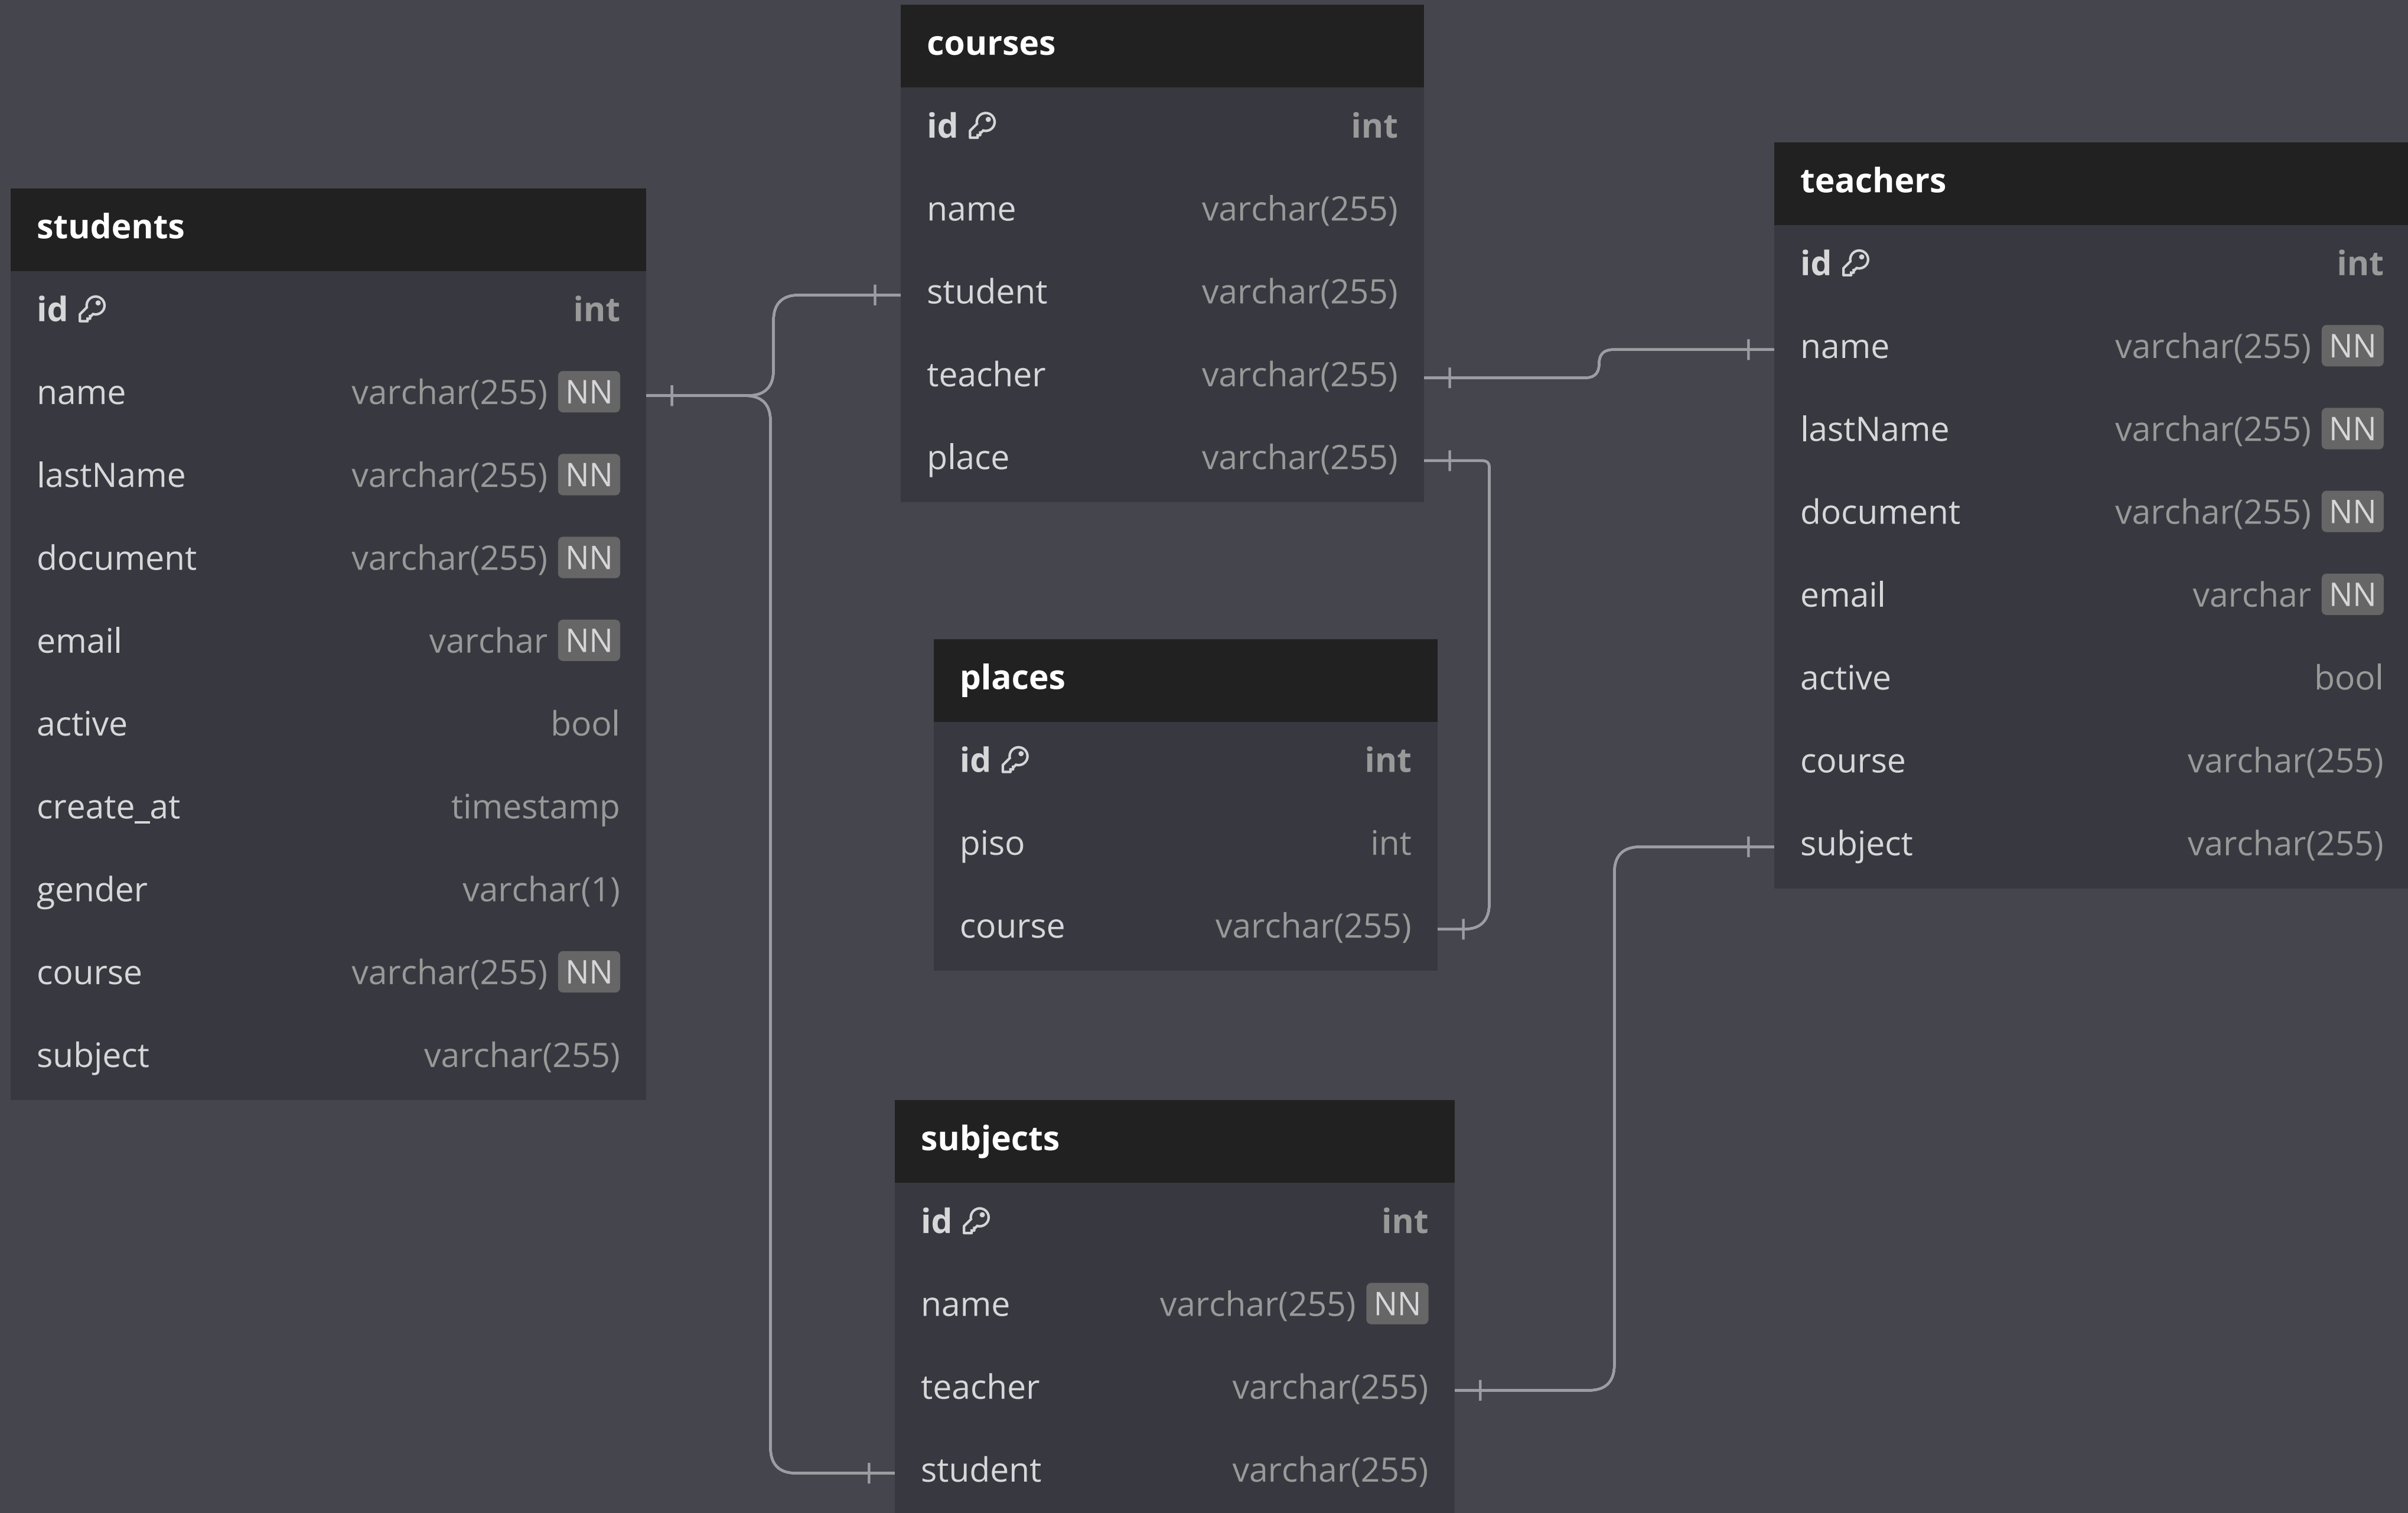 students
id int
name varchar(255) NN
lastName varchar(255) NN
document varchar(255) NN
email varchar NN
active bool
create_at timestamp
gender varchar(1)
course varchar(255) NN
subject varchar(255)
courses
id int
name varchar(255)
student varchar(255)
teacher varchar(255)
place varchar(255)
places
id int
piso int
course varchar(255)
subjects
id int
name varchar(255) NN
teacher varchar(255)
student varchar(255)
teachers
id int
name varchar(255) NN
lastName varchar(255) NN
document varchar(255) NN
email varchar NN
active bool
course varchar(255)
subject varchar(255)